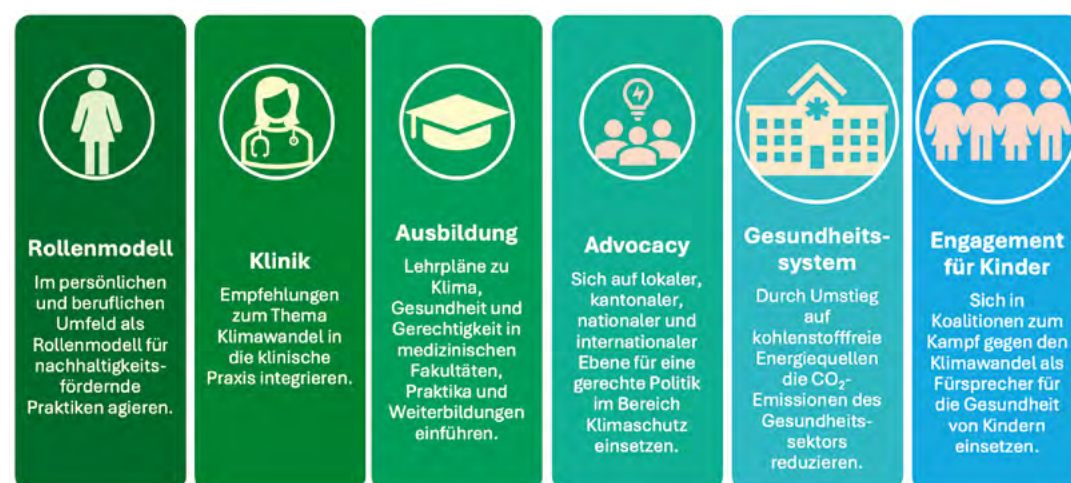 Rollenmodell
Im persönlichen
und beruflichen
Umfeld als
Rollenmodell für
nachhaltigkeits-
fördernde
Praktiken agieren.
Klinik
Empfehlungen
zum Thema
Klimawandel in
die klinische
Praxis integrieren.
Ausbildung
Lehrpläne zu
Klima,
Gesundheit und
Gerechtigkeit in
medizinischen
Fakultäten,
Praktika und
Weiterbildungen
einführen.
Advocacy
Sich auf lokaler,
kantonaler,
nationaler und
internationaler
Ebene für eine
gerechte Politik
im Bereich
Klimaschutz
einsetzen.
Gesundheits-
system
Durch Umstieg
auf
kohlenstofffreie
Energiequellen
die CO₂-
Emissionen des
Gesundheits-
sektors
reduzieren.
Engagement
für Kinder
Sich in
Koalitionen zum
Kampf gegen den
Klimawandel als
Fürsprecher für
die Gesundheit
von Kindern
einsetzen.